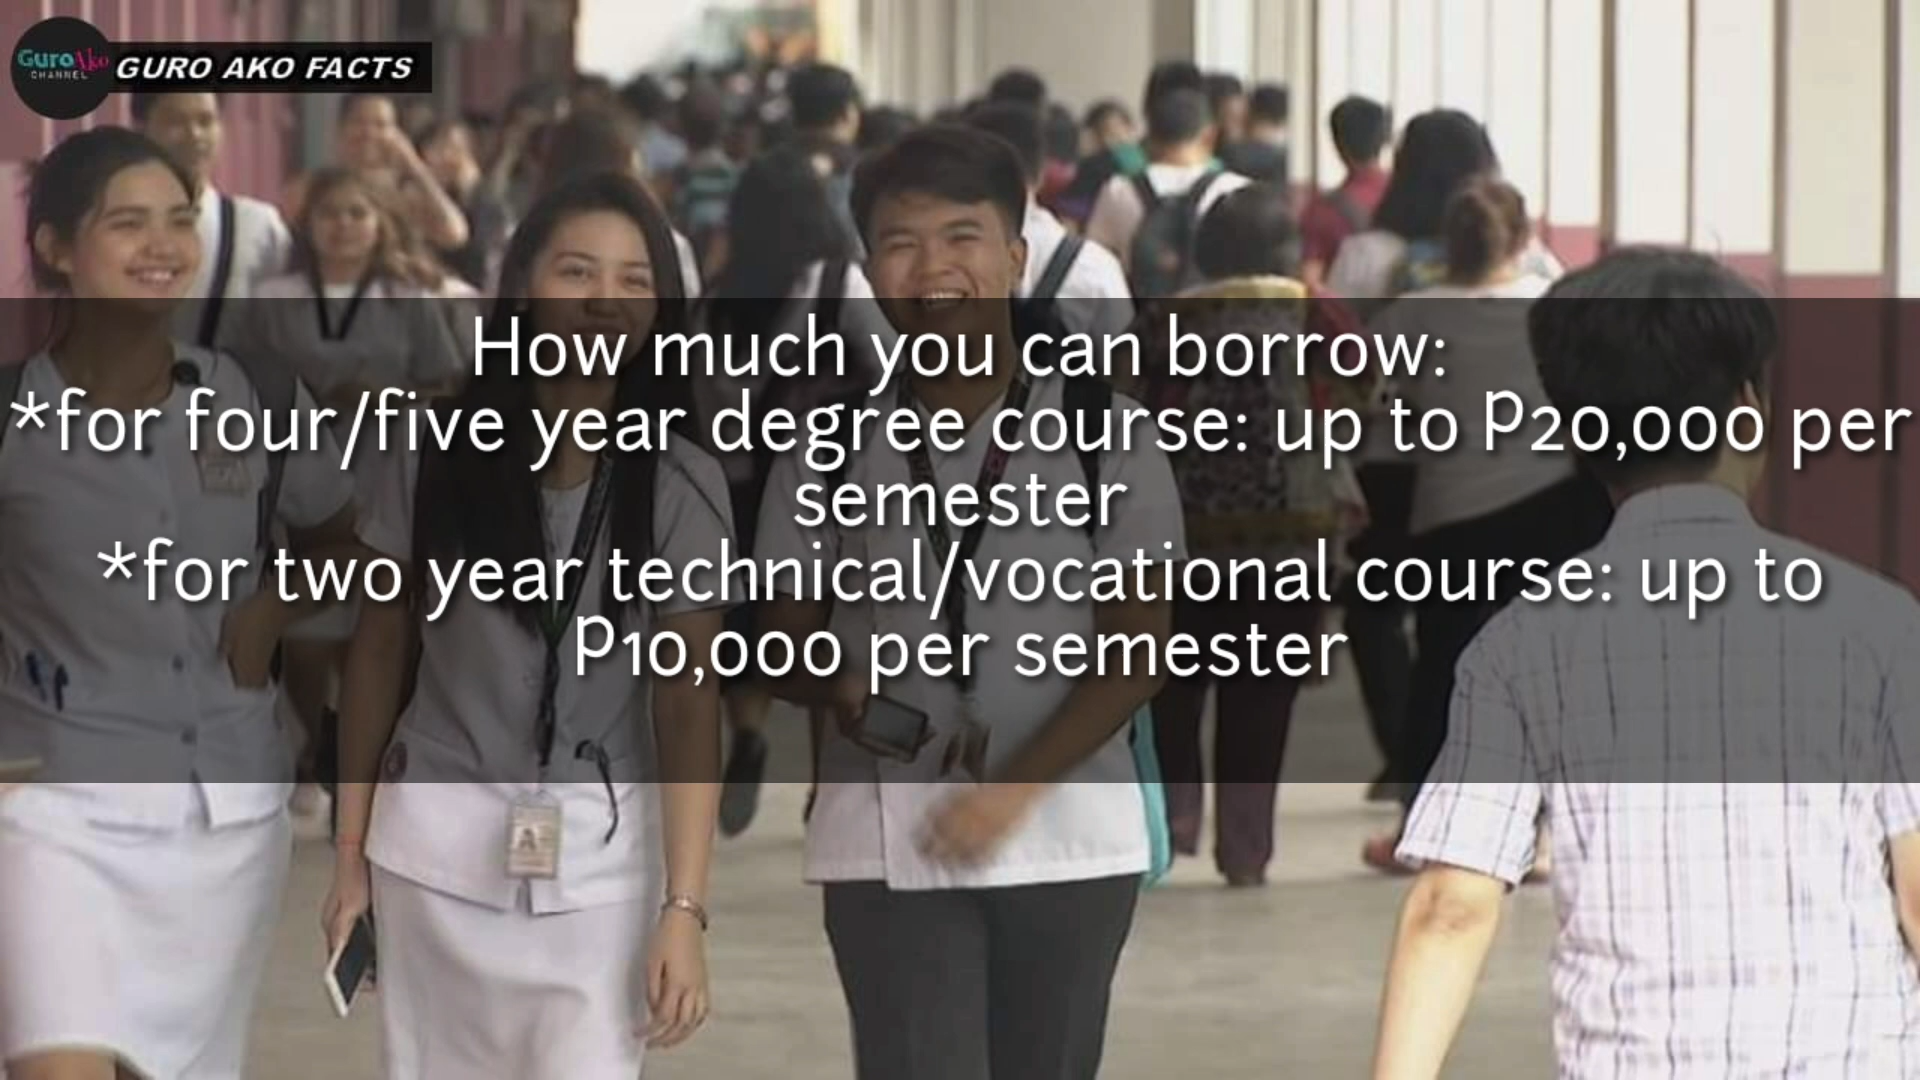 GuroAko
CHANNEL
GURO AKO FACTS
How much you can borrow:
*for four/five year degree course: up to P20,000 per
semester
*for two year technical/vocational course: up to
P10,000 per semester